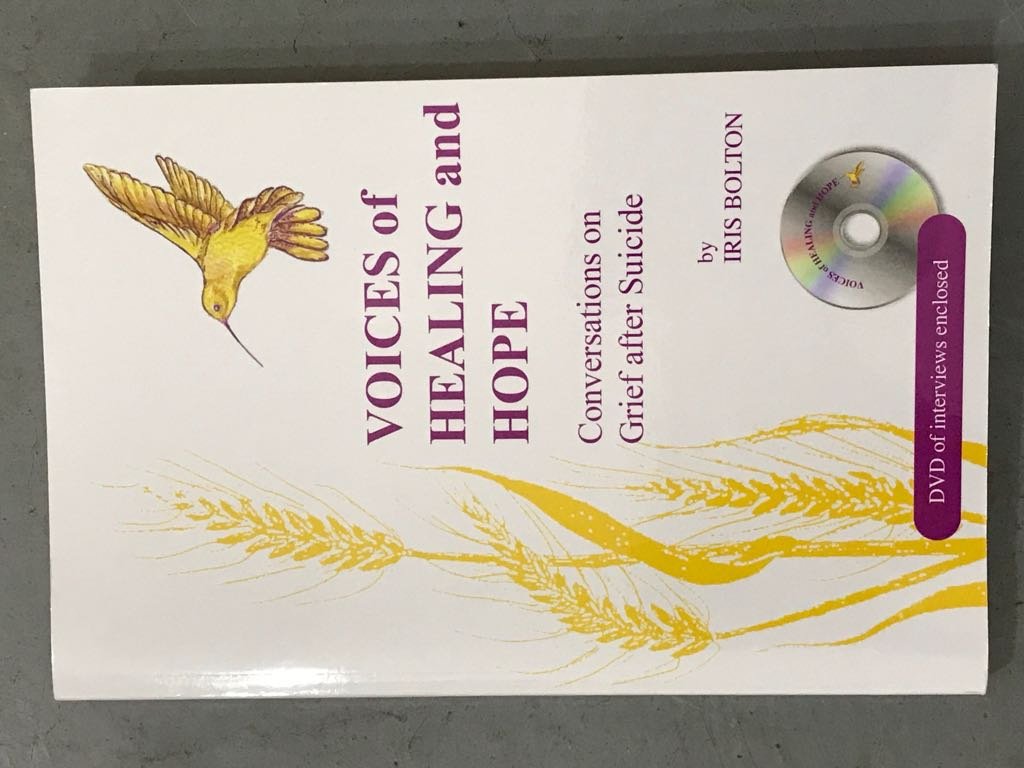 VOICES of
HEALING and
HOPE
Conversations on
Grief after Suicide
by
IRIS BOLTON
VOICES of HEALING and HOPE
DVD of interviews enclosed